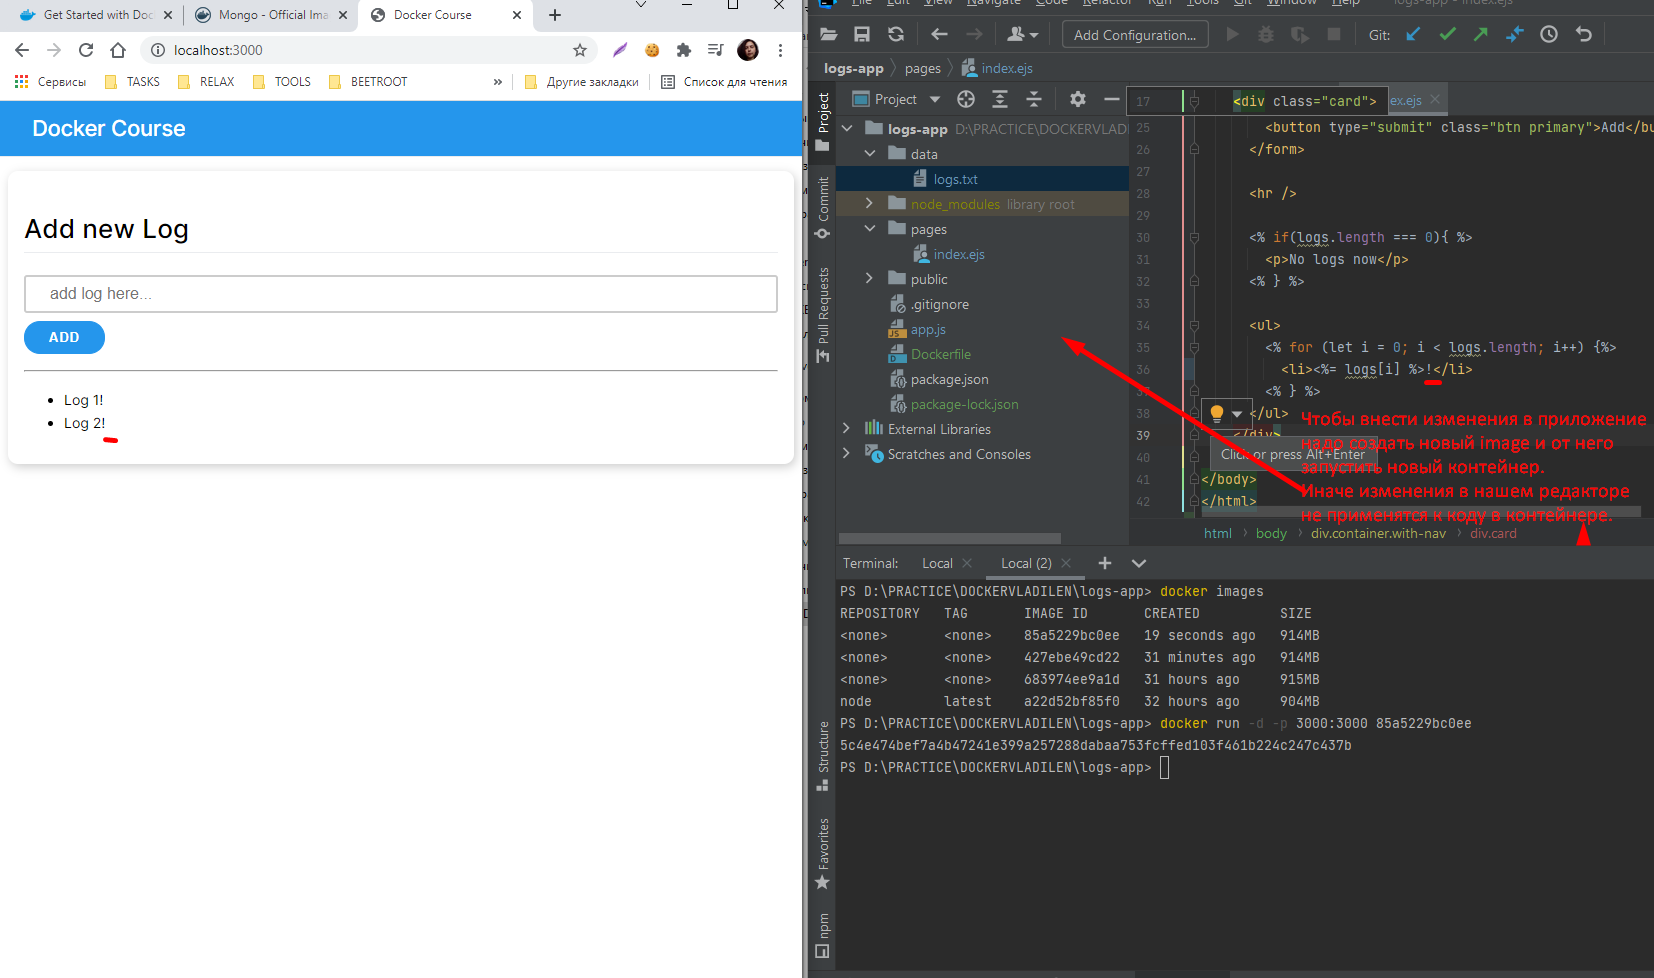 Get Started with Doc
Mongo - Official Ima
Docker Course
localhost:3000
Сервисы
TASKS
RELAX
TOOLS
BEETROOT
»
Другие закладки
Список для чтения
Docker Course
Add new Log
add log here...
ADD
Log 1!
Log 2!
File Edit View Navigate Code Refactor Run Tools Git Window Help logs-app - index.ejs
Add Configuration...
Git:
logs-app
pages
index.ejs
Project
Commit
Pull Requests
Structure
Favorites
npm
Project
logs-app D:\PRACTICE\DOCKERVLADI
data
logs.txt
node_modules library root
pages
index.ejs
public
.gitignore
app.js
Dockerfile
package.json
package-lock.json
External Libraries
Scratches and Consoles
ex.ejs
17 <div class="card">
25 <button type="submit" class="btn primary">Add</bu
26 </form>
27
28 <hr />
29
30 <% if(logs.length === 0){ %>
31 <p>No logs now</p>
32 <% } %>
33
34 <ul>
35 <% for (let i = 0; i < logs.length; i++) {%>
36 <li><%= logs[i] %>!</li>
37 <% } %>
38 </ul>
39 </div>
40
41 </body>
42 </html>
Click or press Alt+Enter
Чтобы внести изменения в приложение
надо создать новый image и от него
запустить новый контейнер.
Иначе изменения в нашем редакторе
не применятся к коду в контейнере.
html
body
div.container.with-nav
div.card
Terminal:
Local
Local (2)
PS D:\PRACTICE\DOCKERVLADILEN\logs-app> docker images
REPOSITORY TAG IMAGE ID CREATED SIZE
<none> <none> 85a5229bc0ee 19 seconds ago 914MB
<none> <none> 427ebe49cd22 31 minutes ago 914MB
<none> <none> 683974ee9a1d 31 hours ago 915MB
node latest a22d52bf85f0 32 hours ago 904MB
PS D:\PRACTICE\DOCKERVLADILEN\logs-app> docker run -d -p 3000:3000 85a5229bc0ee
5c4e474bef7a4b47241e399a257288dabaa753fcffed103f461b224c247c437b
PS D:\PRACTICE\DOCKERVLADILEN\logs-app>